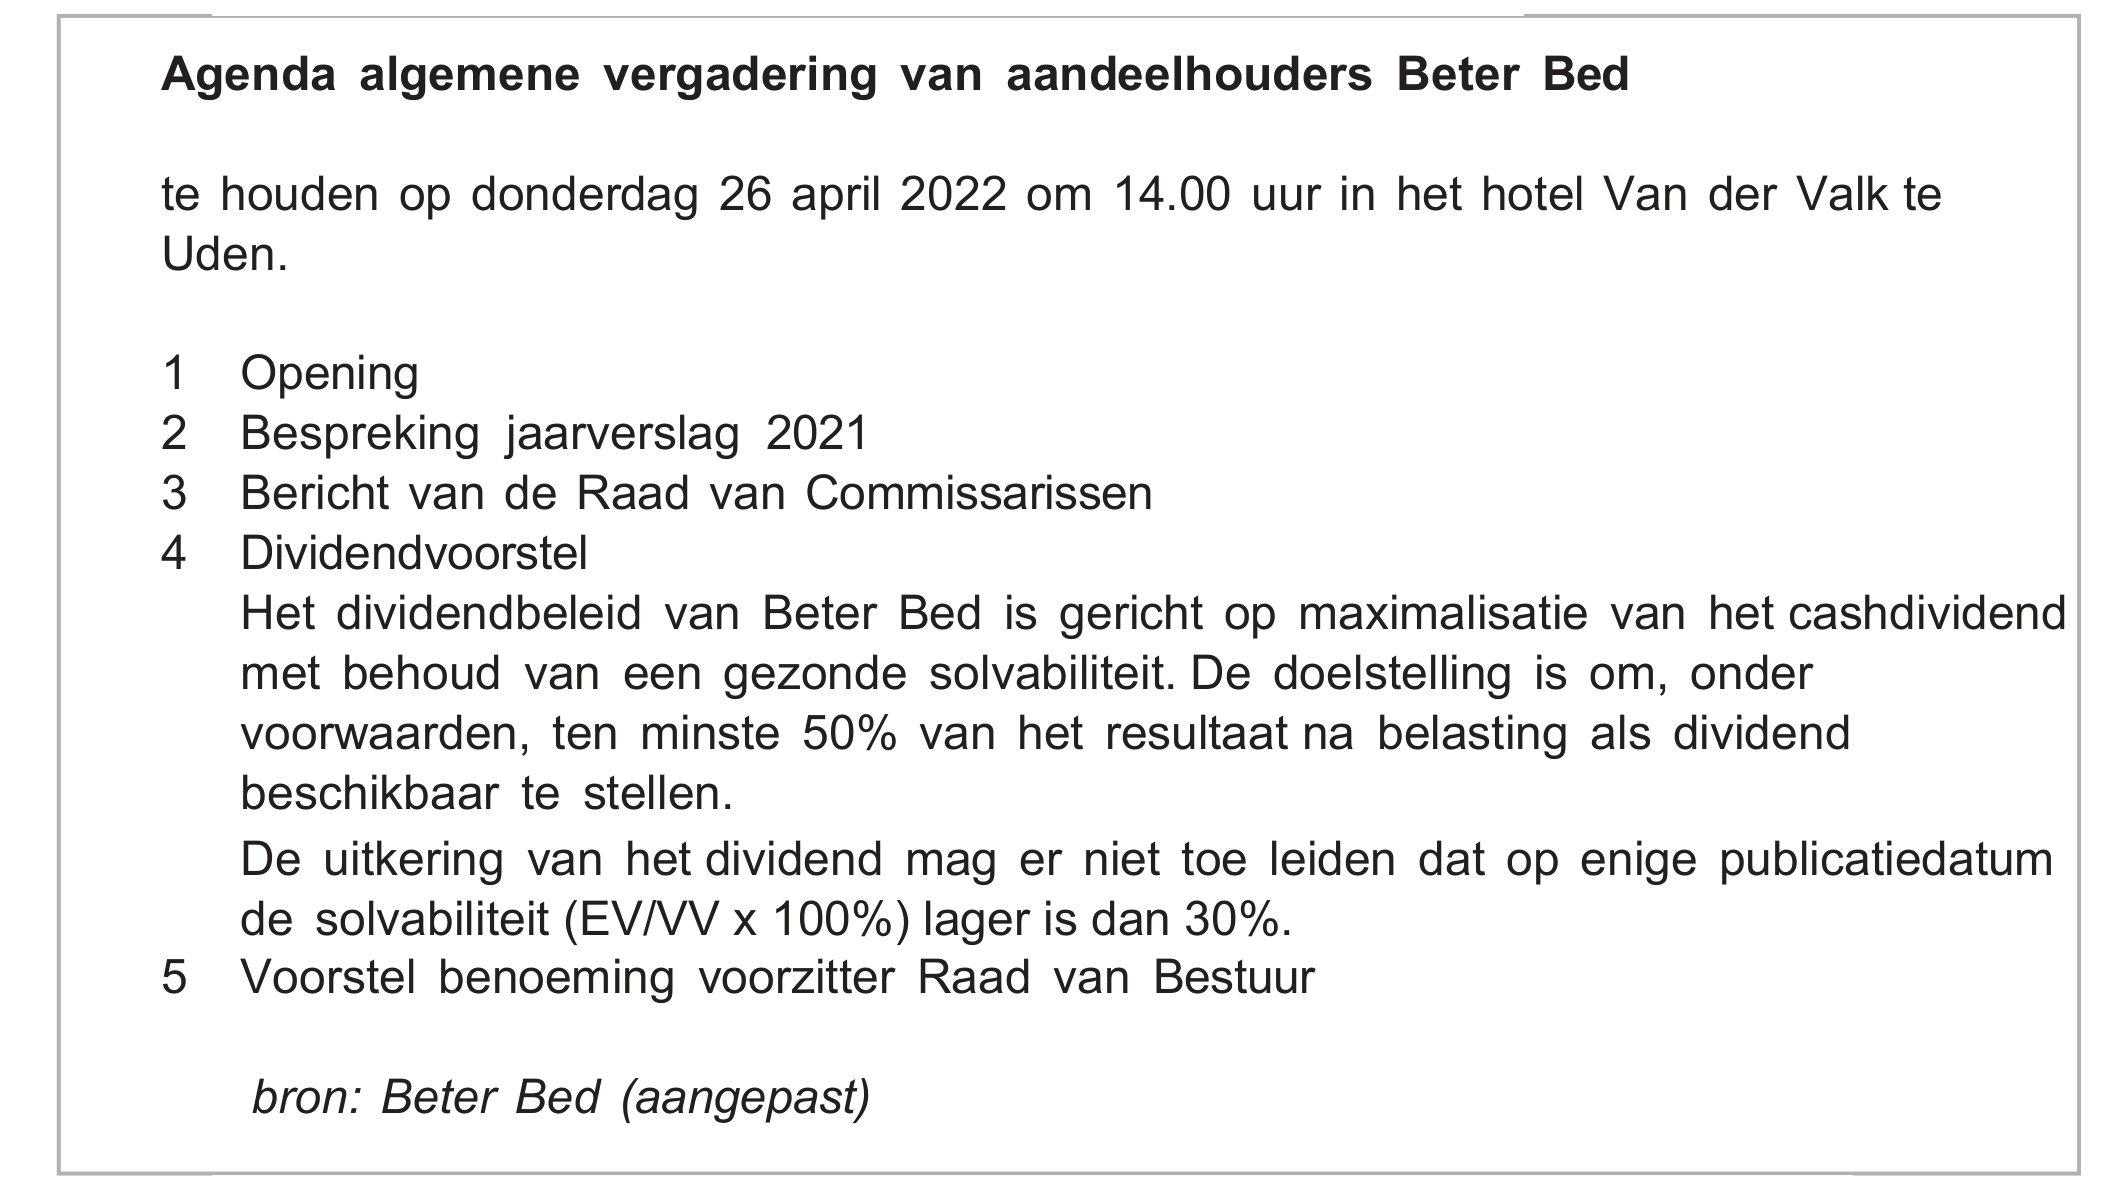 Agenda algemene vergadering van aandeelhouders Beter Bed
te houden op donderdag 26 april 2022 om 14.00 uur in het hotel Van der Valk te
Uden.
1 Opening
2 Bespreking jaarverslag 2021
3 Bericht van de Raad van Commissarissen
4 Dividendvoorstel
Het dividendbeleid van Beter Bed is gericht op maximalisatie van het cashdividend
met behoud van een gezonde solvabiliteit. De doelstelling is om, onder
voorwaarden, ten minste 50% van het resultaat na belasting als dividend
beschikbaar te stellen.
De uitkering van het dividend mag er niet toe leiden dat op enige publicatiedatum
de solvabiliteit (EV/VV x 100%) lager is dan 30%.
5 Voorstel benoeming voorzitter Raad van Bestuur
bron: Beter Bed (aangepast)